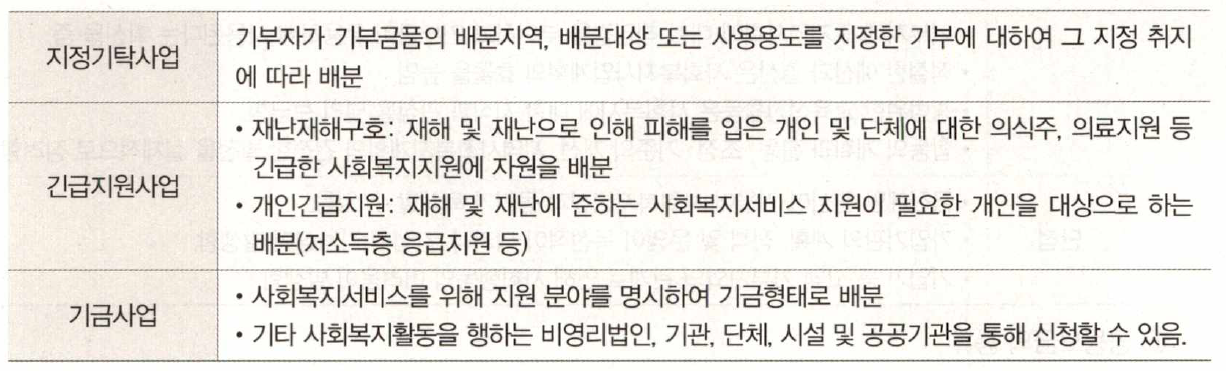 지정기탁사업
기부자가 기부금품의 배분지역, 배분대상 또는 사용용도를 지정한 기부에 대하여 그 지정 취지
에 따라 배분
긴급지원사업
• 재난재해구호: 재해 및 재난으로 인해 피해를 입은 개인 및 단체에 대한 의식주, 의료지원 등
긴급한 사회복지지원에 자원을 배분
• 개인긴급지원: 재해 및 재난에 준하는 사회복지서비스 지원이 필요한 개인을 대상으로 하는
배분(저소득층 응급지원 등)
기금사업
• 사회복지서비스를 위해 지원 분야를 명시하여 기금형태로 배분
• 기타 사회복지활동을 행하는 비영리법인, 기관, 단체, 시설 및 공공기관을 통해 신청할 수 있음.